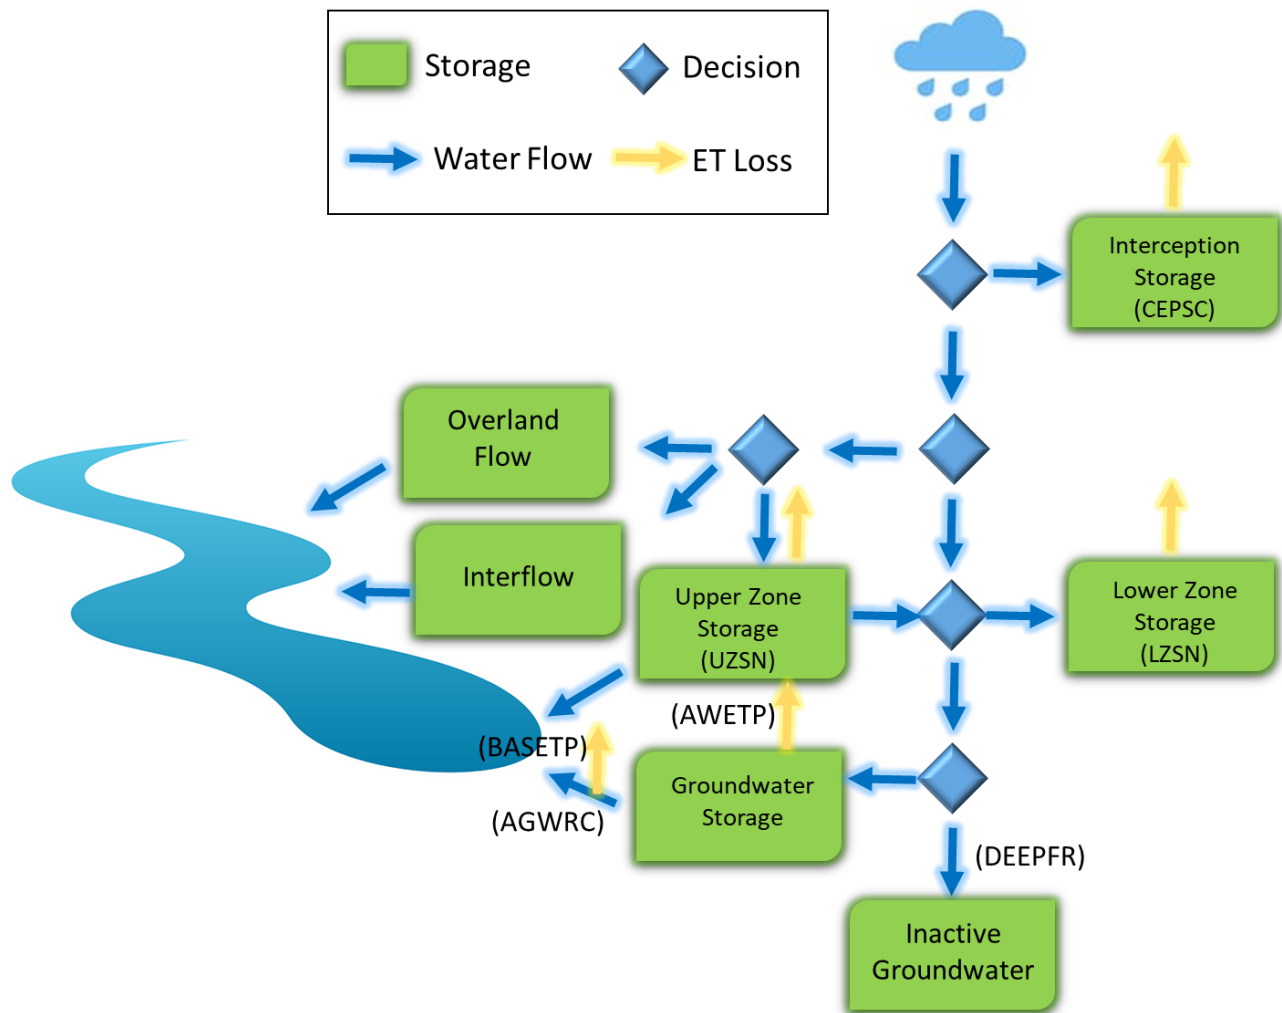 Storage
Decision
Water Flow
ET Loss
Interception
Storage
(CEPSC)
Overland
Flow
Interflow
Upper Zone
Storage
(UZSN)
Lower Zone
Storage
(LZSN)
(AWETP)
(BASETP)
(AGWRC)
Groundwater
Storage
(DEEPFR)
Inactive
Groundwater